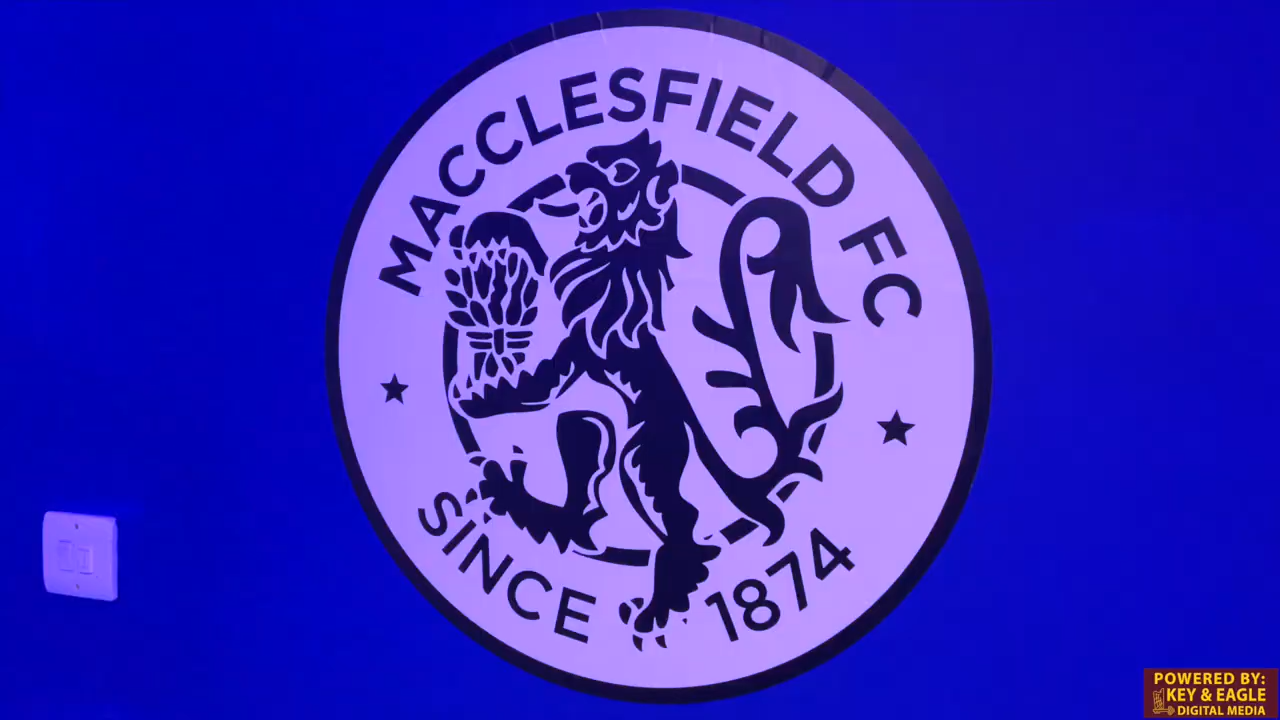 MACCLESFIELD FC
SINCE 1874
POWERED BY:
KEY & EAGLE
DIGITAL MEDIA